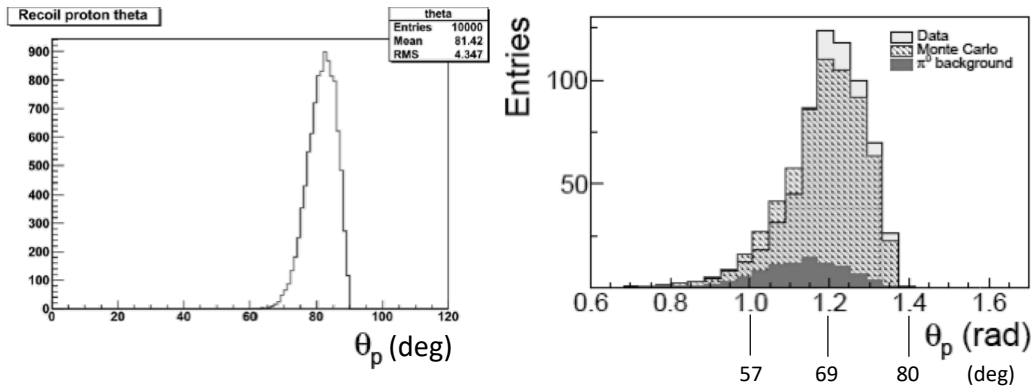 Recoil proton theta
theta
Entries 10000
Mean 81.42
RMS 4.347
900
800
700
600
500
400
300
200
100
0
0 20 40 60 80 100 120
θp (deg)
Entries
Data
Monte Carlo
π⁰ background
100
50
0.6 0.8 1.0 1.2 1.4 1.6
θp (rad)
57 69 80 (deg)